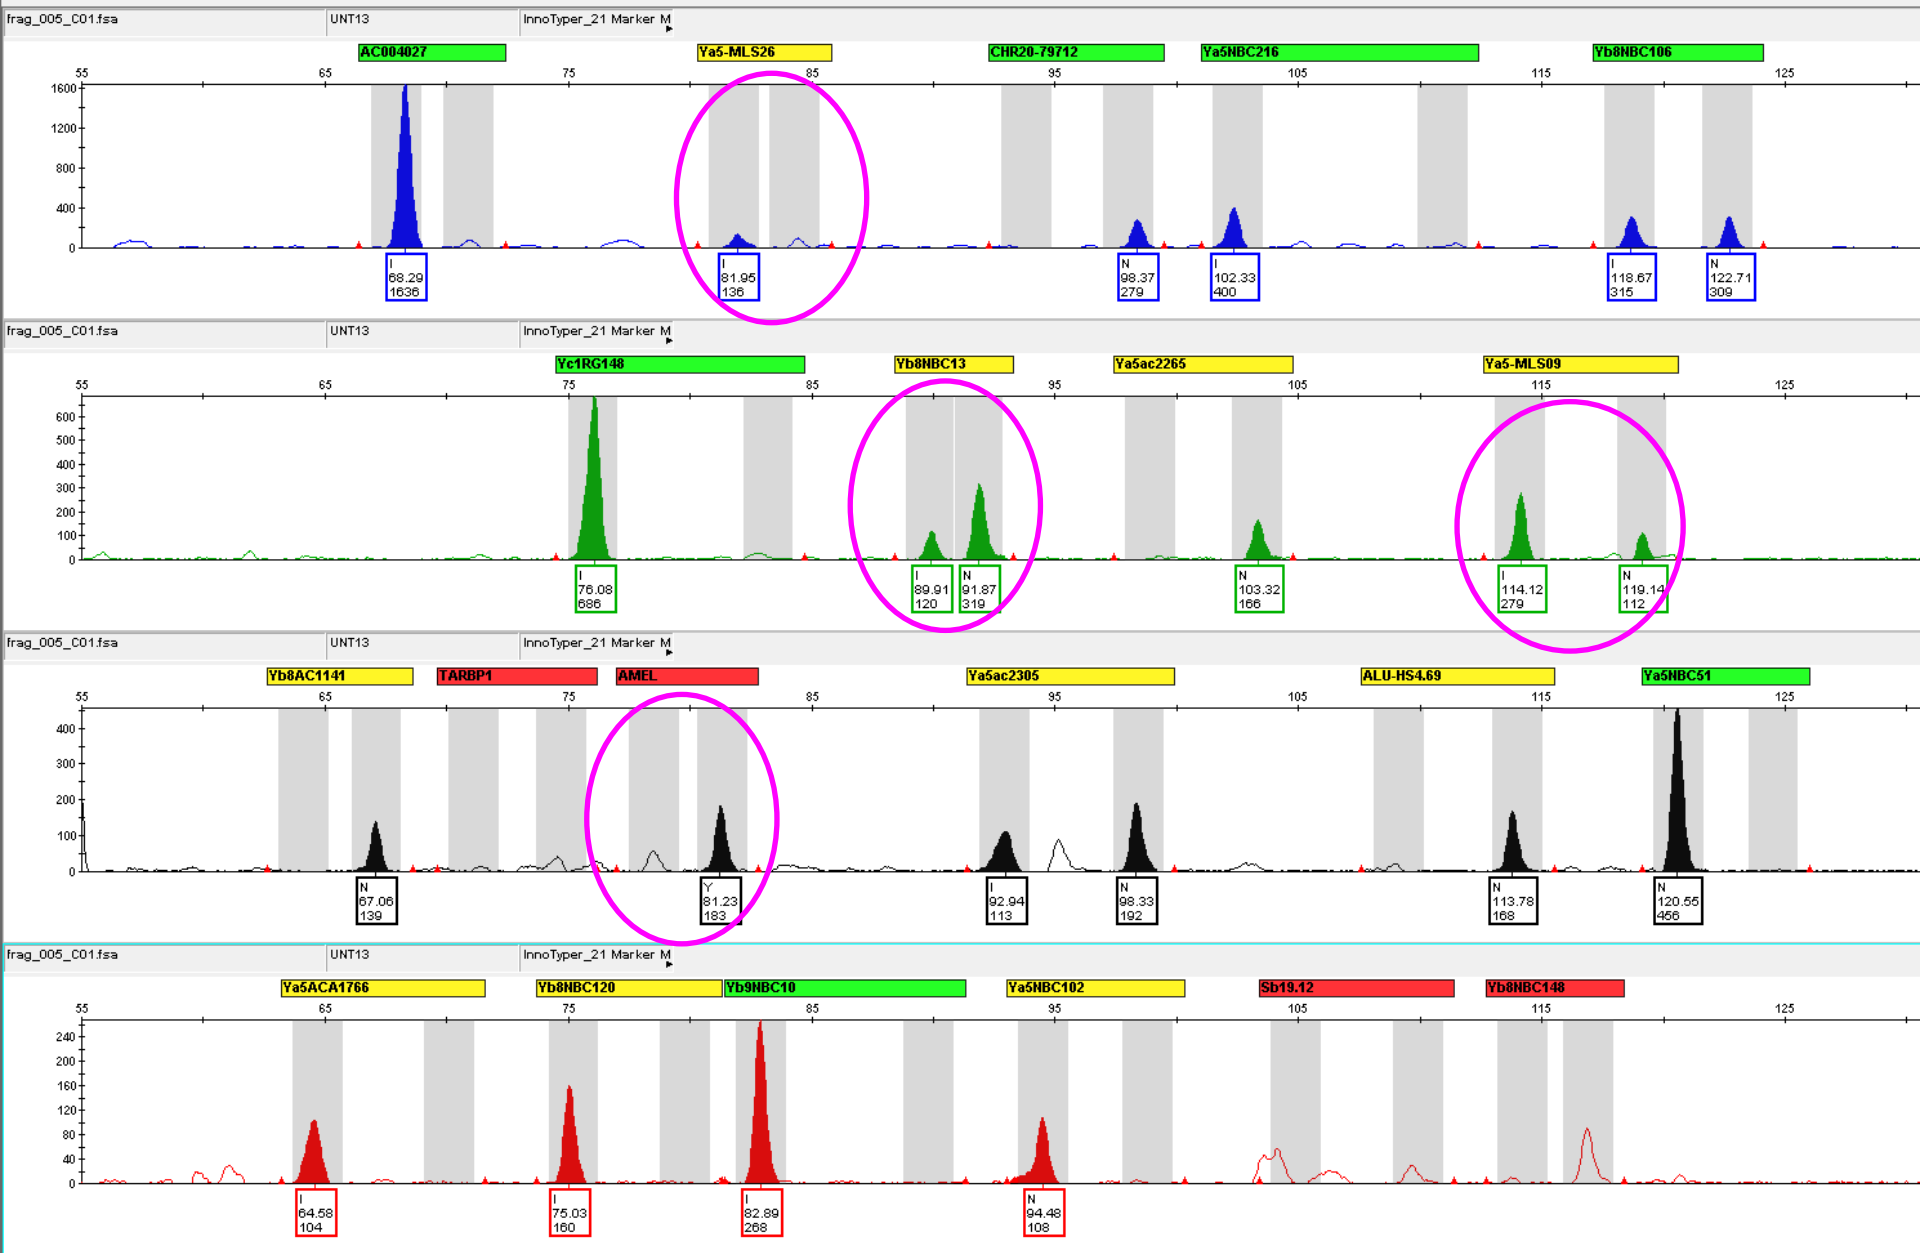 frag_005_C01.fsa UNT13 InnoTyper_21 Marker M
AC004027 Ya5-MLS26 CHR20-79712 Ya5NBC216 Yb8NBC106
55 65 75 85 95 105 115 125
1600
1200
800
400
0
I I N I I N
68.29 81.95 98.37 102.33 118.67 122.71
1636 136 279 400 315 309
frag_005_C01.fsa UNT13 InnoTyper_21 Marker M
Yc1RG148 Yb8NBC13 Ya5ac2265 Ya5-MLS09
55 65 75 85 95 105 115 125
600
500
400
300
200
100
0
I I N N I N
76.08 89.91 91.87 103.32 114.12 119.14
686 120 319 166 279 112
frag_005_C01.fsa UNT13 InnoTyper_21 Marker M
Yb8AC1141 TARBP1 AMEL Ya5ac2305 ALU-HS4.69 Ya5NBC51
55 65 75 85 95 105 115 125
400
300
200
100
0
N Y I N N N
67.06 81.23 92.94 98.33 113.78 120.55
139 183 113 192 168 456
frag_005_C01.fsa UNT13 InnoTyper_21 Marker M
Ya5ACA1766 Yb8NBC120 Yb9NBC10 Ya5NBC102 Sb19.12 Yb8NBC148
55 65 75 85 95 105 115 125
240
200
160
120
80
40
0
I I I N
64.58 75.03 82.89 94.48
104 160 268 108